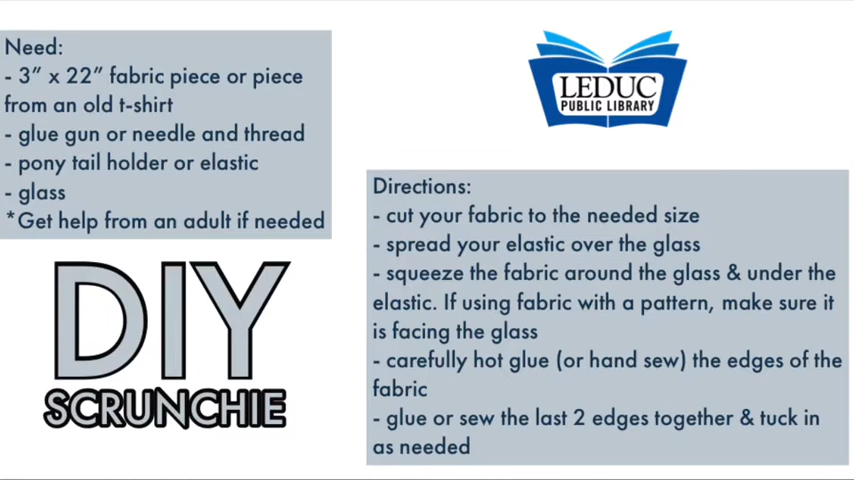 Need:
- 3” x 22” fabric piece or piece
from an old t-shirt
- glue gun or needle and thread
- pony tail holder or elastic
- glass
*Get help from an adult if needed
DIY
SCRUNCHIE
LEDUC
PUBLIC LIBRARY
Directions:
- cut your fabric to the needed size
- spread your elastic over the glass
- squeeze the fabric around the glass & under the
elastic. If using fabric with a pattern, make sure it
is facing the glass
- carefully hot glue (or hand sew) the edges of the
fabric
- glue or sew the last 2 edges together & tuck in
as needed